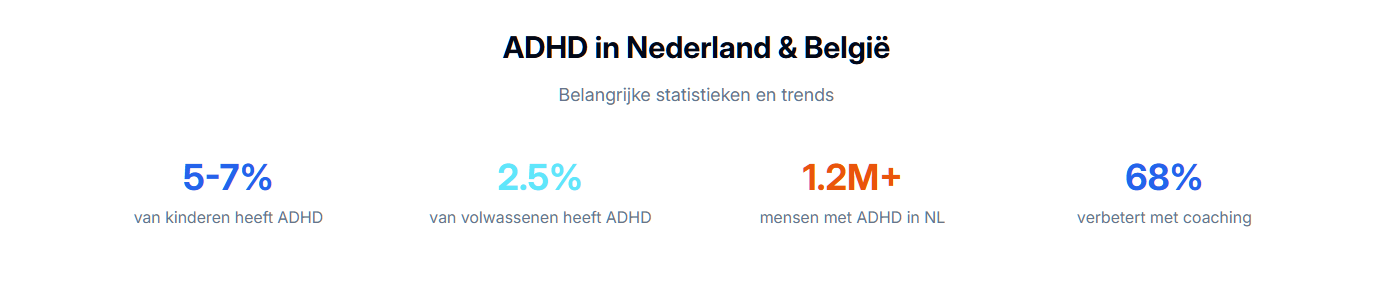 ADHD in Nederland & België
Belangrijke statistieken en trends
5-7%
van kinderen heeft ADHD
2.5%
van volwassenen heeft ADHD
1.2M+
mensen met ADHD in NL
68%
verbetert met coaching